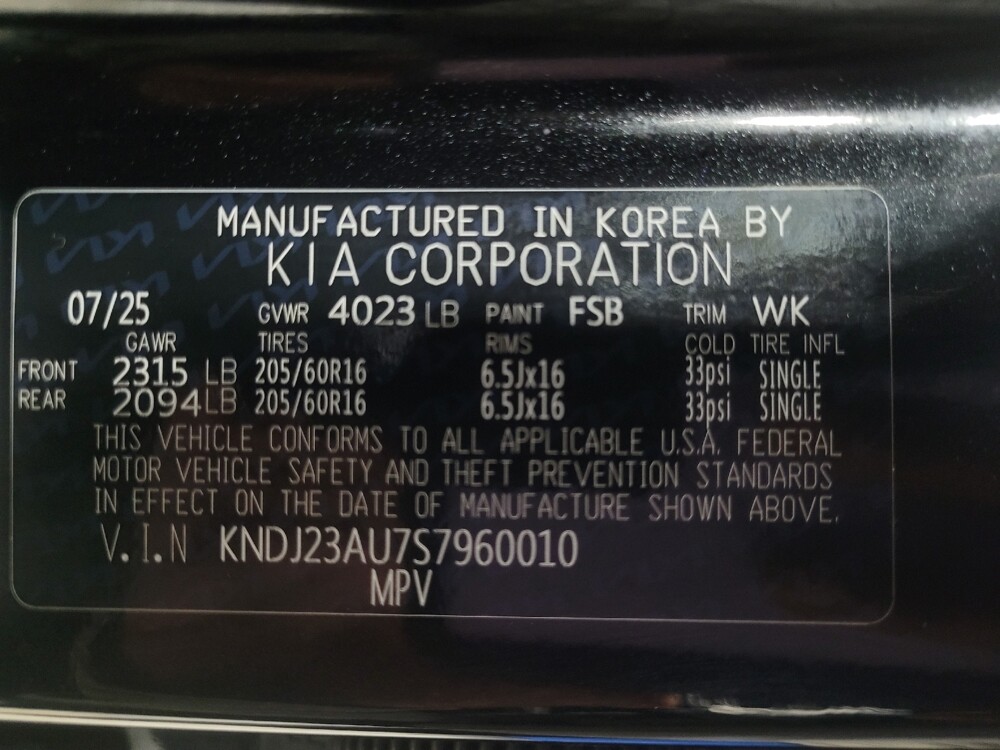 MANUFACTURED IN KOREA BY
KIA CORPORATION
07/25 GVWR 4023 LB PAINT FSB TRIM WK
GAWR TIRES RIMS COLD TIRE INFL
FRONT 2315 LB 205/60R16 6.5Jx16 33psi SINGLE
REAR 2094LB 205/60R16 6.5Jx16 33psi SINGLE
THIS VEHICLE CONFORMS TO ALL APPLICABLE U.S.A. FEDERAL
MOTOR VEHICLE SAFETY AND THEFT PREVENTION STANDARDS
IN EFFECT ON THE DATE OF MANUFACTURE SHOWN ABOVE.
V.I.N KNDJ23AU7S7960010
MPV